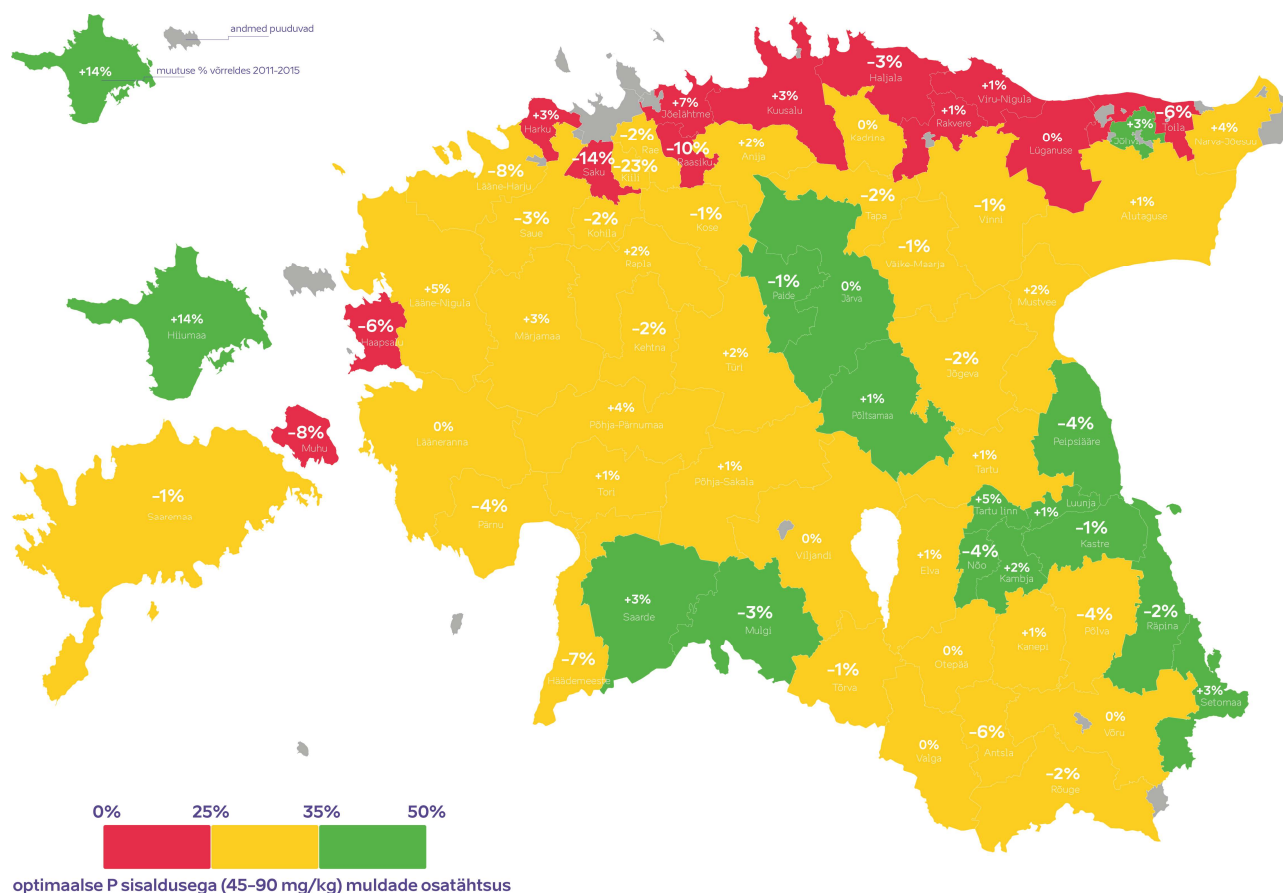 andmed puuduvad
+14%
muutuse % võrreldes 2011-2015
-3%
Haljala
+1%
Viru-Nigula
+7%
Jõelähtme
+3%
Kuusalu
+3%
Harku
+1%
Rakvere
-6%
Toila
+3%
Jõhvi
+4%
Narva-Jõesuu
0%
Kadrina
0%
Lüganuse
-2%
Rae
+2%
Anija
-10%
Raasiku
-14%
Saku
-23%
Kiili
-8%
Lääne-Harju
-2%
Tapa
-1%
Vinni
+1%
Alutaguse
-3%
Saue
-2%
Kohila
-1%
Kose
-1%
Väike-Maarja
+2%
Rapla
-1%
Paide
0%
Järva
+2%
Mustvee
+5%
Lääne-Nigula
+14%
Hiiumaa
-6%
Haapsalu
+3%
Märjamaa
-2%
Kehtna
+2%
Türi
-2%
Jõgeva
+1%
Põltsamaa
+4%
Põhja-Pärnumaa
0%
Lääneranna
-8%
Muhu
-4%
Peipsiääre
+1%
Tartu
+1%
Tori
+1%
Põhja-Sakala
-1%
Saaremaa
-4%
Pärnu
+5%
Tartu linn
Luunja
+1%
-1%
Kastre
0%
Viljandi
+1%
Elva
-4%
Nõo
+2%
Kambja
+3%
Saarde
-3%
Mulgi
-4%
Põlva
-2%
Räpina
+1%
Kanepi
0%
Otepää
-7%
Häädemeeste
-1%
Tõrva
+3%
Setomaa
0%
Võru
-6%
Antsla
0%
Valga
-2%
Rõuge
0% 25% 35% 50%
optimaalse P sisaldusega (45-90 mg/kg) muldade osatähtsus